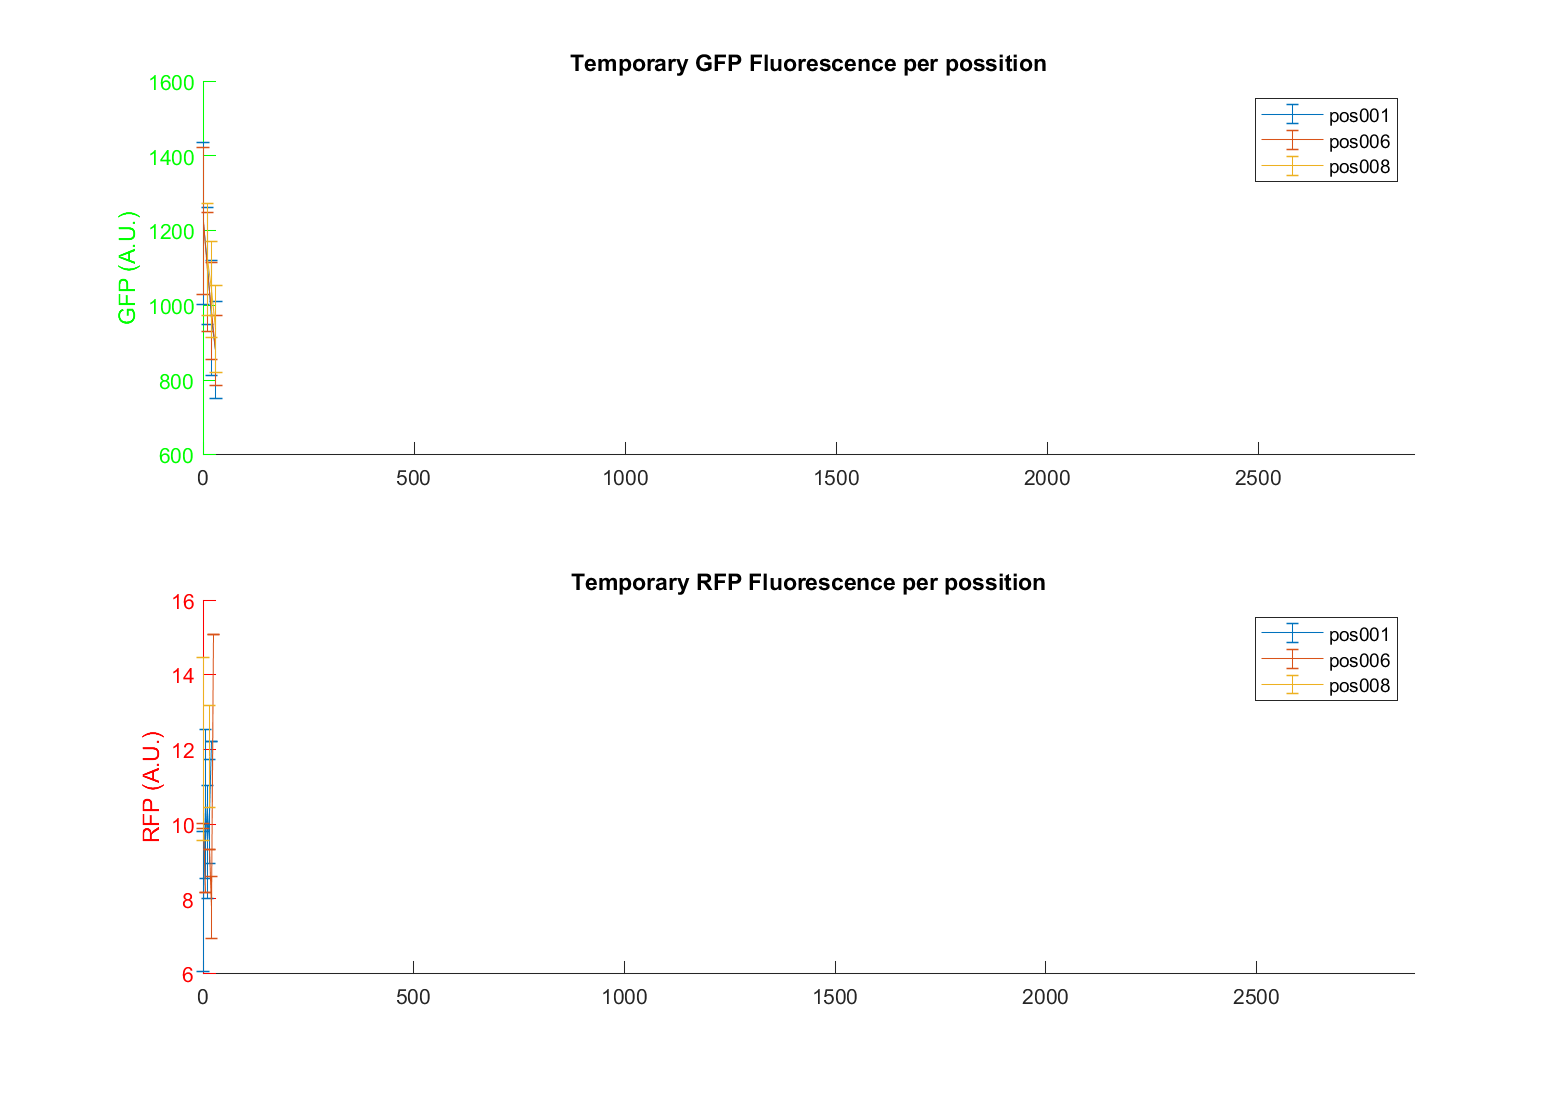 Temporary GFP Fluorescence per possition
1600
1400
1200
1000
800
600
GFP (A.U.)
pos001
pos006
pos008
0 500 1000 1500 2000 2500
Temporary RFP Fluorescence per possition
16
14
12
10
8
6
RFP (A.U.)
pos001
pos006
pos008
0 500 1000 1500 2000 2500